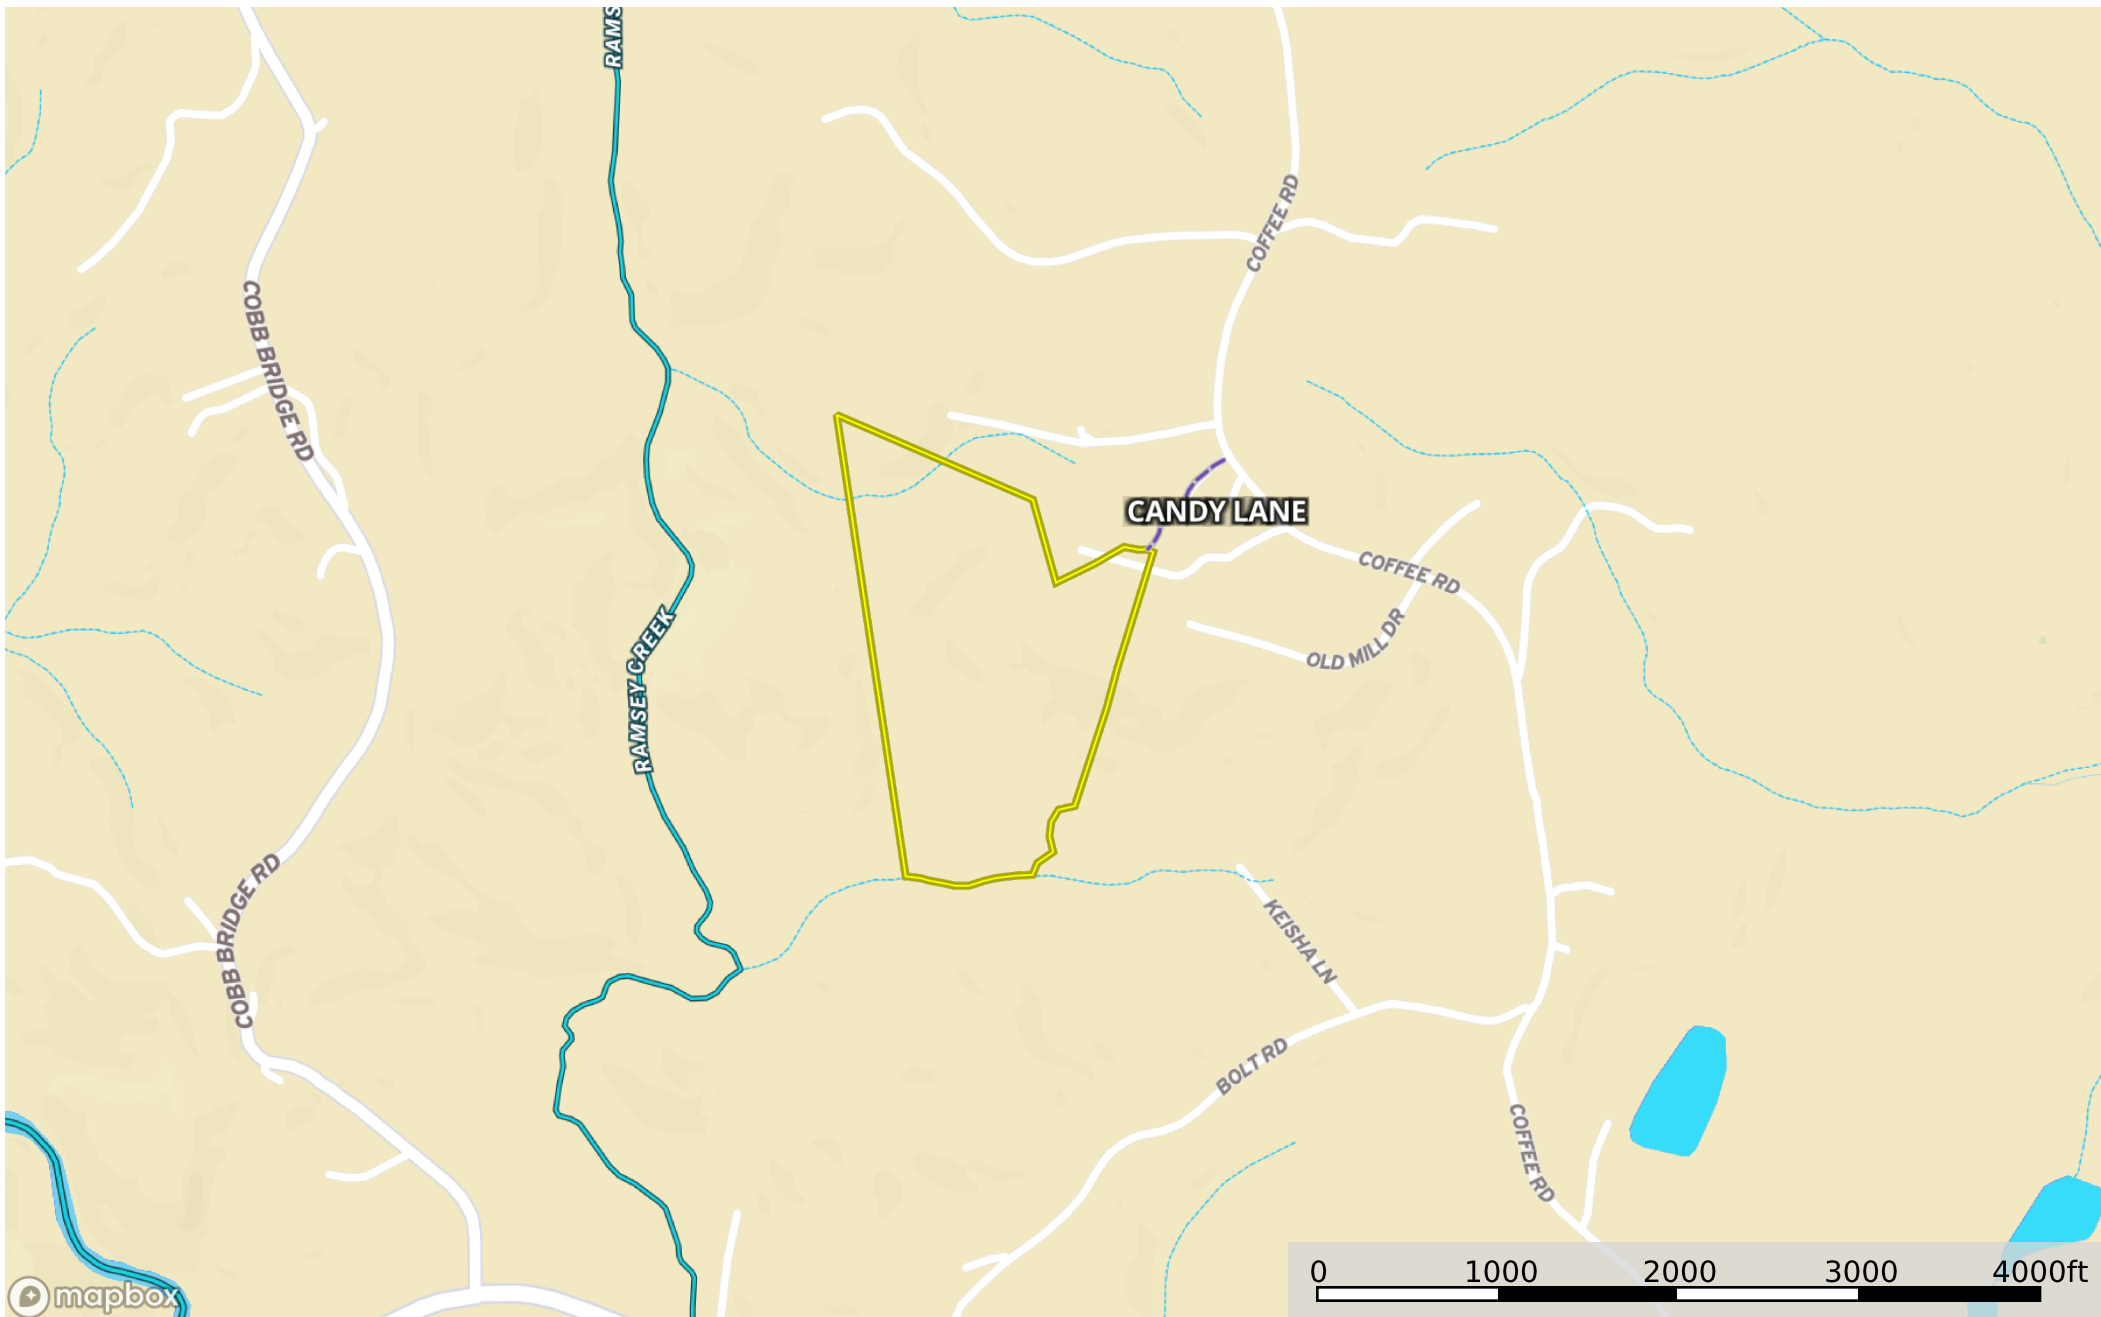 RAMS
COFFEE RD
COBB BRIDGE RD
CANDY LANE
COFFEE RD
OLD MILL DR
RAMSEY CREEK
COBB BRIDGE RD
KEISHA LN
BOLT RD
COFFEE RD
0 1000 2000 3000 4000ft
mapbox